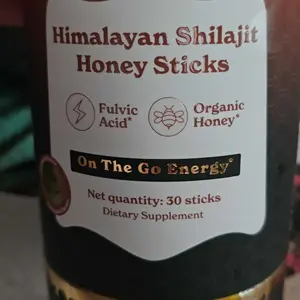 Himalayan Shilajit
Honey Sticks
Fulvic
Acid*
Organic
Honey*
On The Go Energy*
Net quantity: 30 sticks
Dietary Supplement